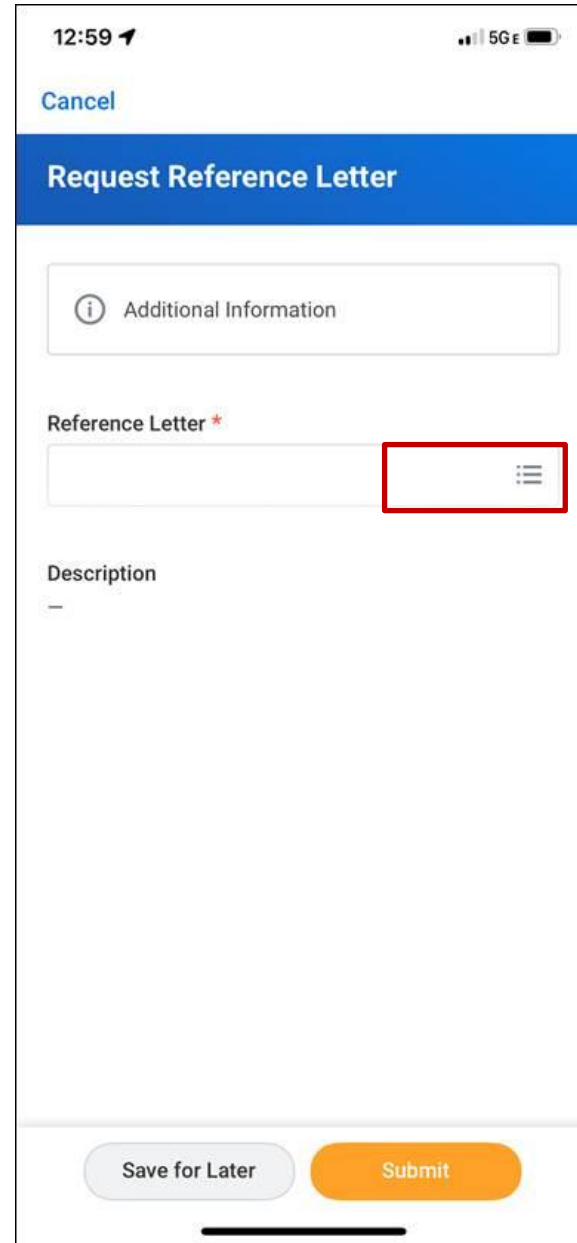 12:59 5G E
Cancel
Request Reference Letter
Additional Information
Reference Letter *
Description
–
Save for Later Submit